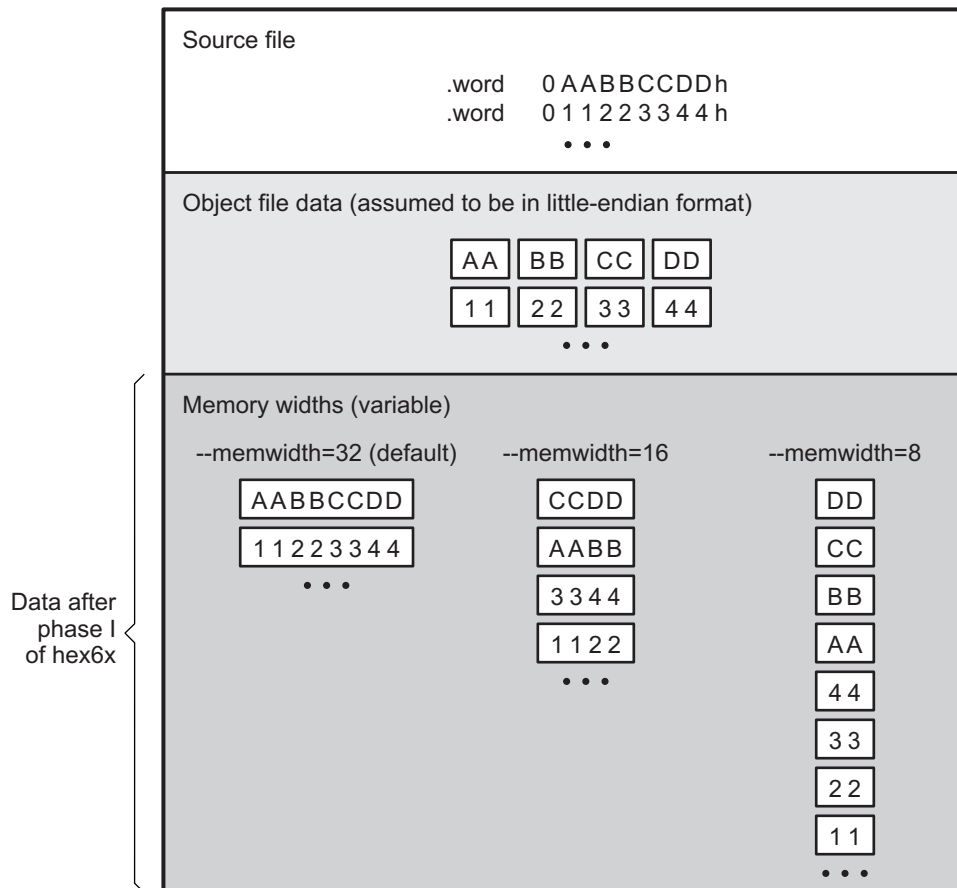 Source file
.word 0AABBCCDDh
.word 011223344h
• • •
Object file data (assumed to be in little-endian format)
AA BB CC DD
11 22 33 44
• • •
Memory widths (variable)
--memwidth=32 (default) --memwidth=16 --memwidth=8
AABBCCDD CCDD DD
11223344 AABB CC
• • • 3344 BB
1122 AA
• • • 44
33
22
11
• • •
Data after
phase I
of hex6x